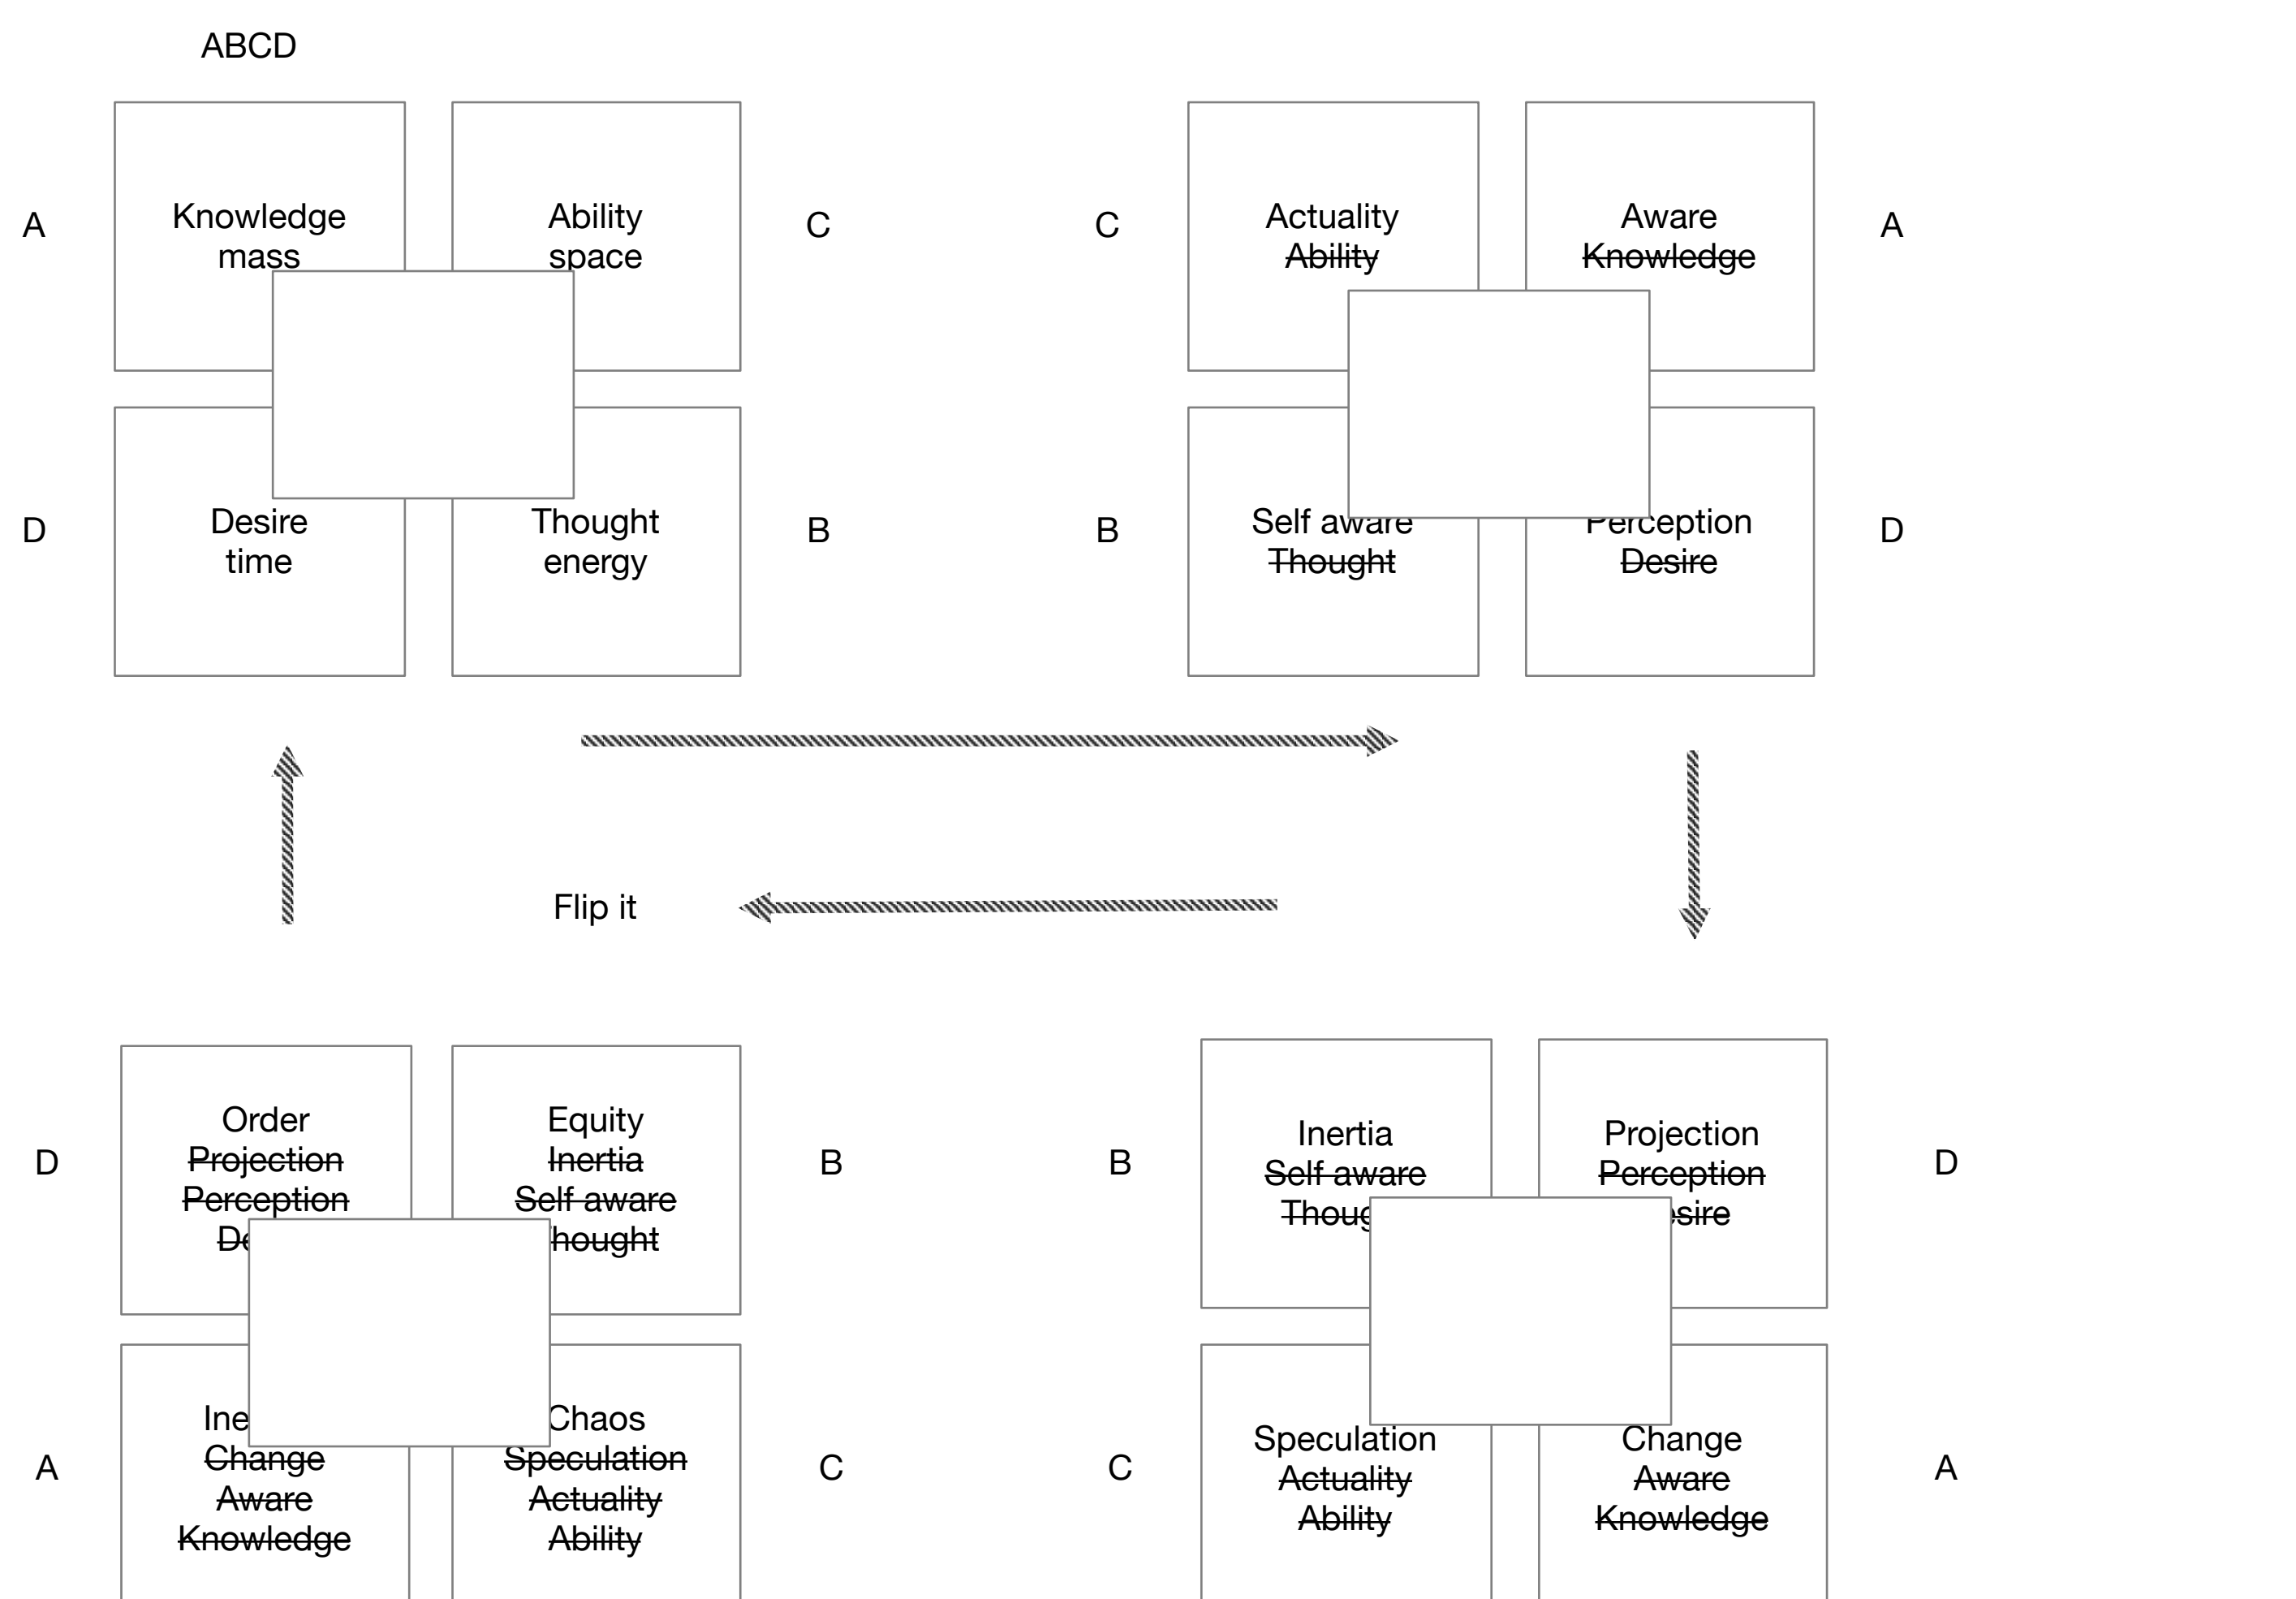 ABCD
A
Knowledge
mass
Ability
space
C
D
Desire
time
Thought
energy
B
C
Actuality
Ability
Aware
Knowledge
A
B
Self aware
Thought
Perception
Desire
D
Flip it
D
Order
Projection
Perception
Equity
Inertia
Self aware
B
A
Change
Aware
Knowledge
Chaos
Speculation
Actuality
Ability
C
B
Inertia
Self aware
Projection
Perception
D
C
Speculation
Actuality
Ability
Change
Aware
Knowledge
A